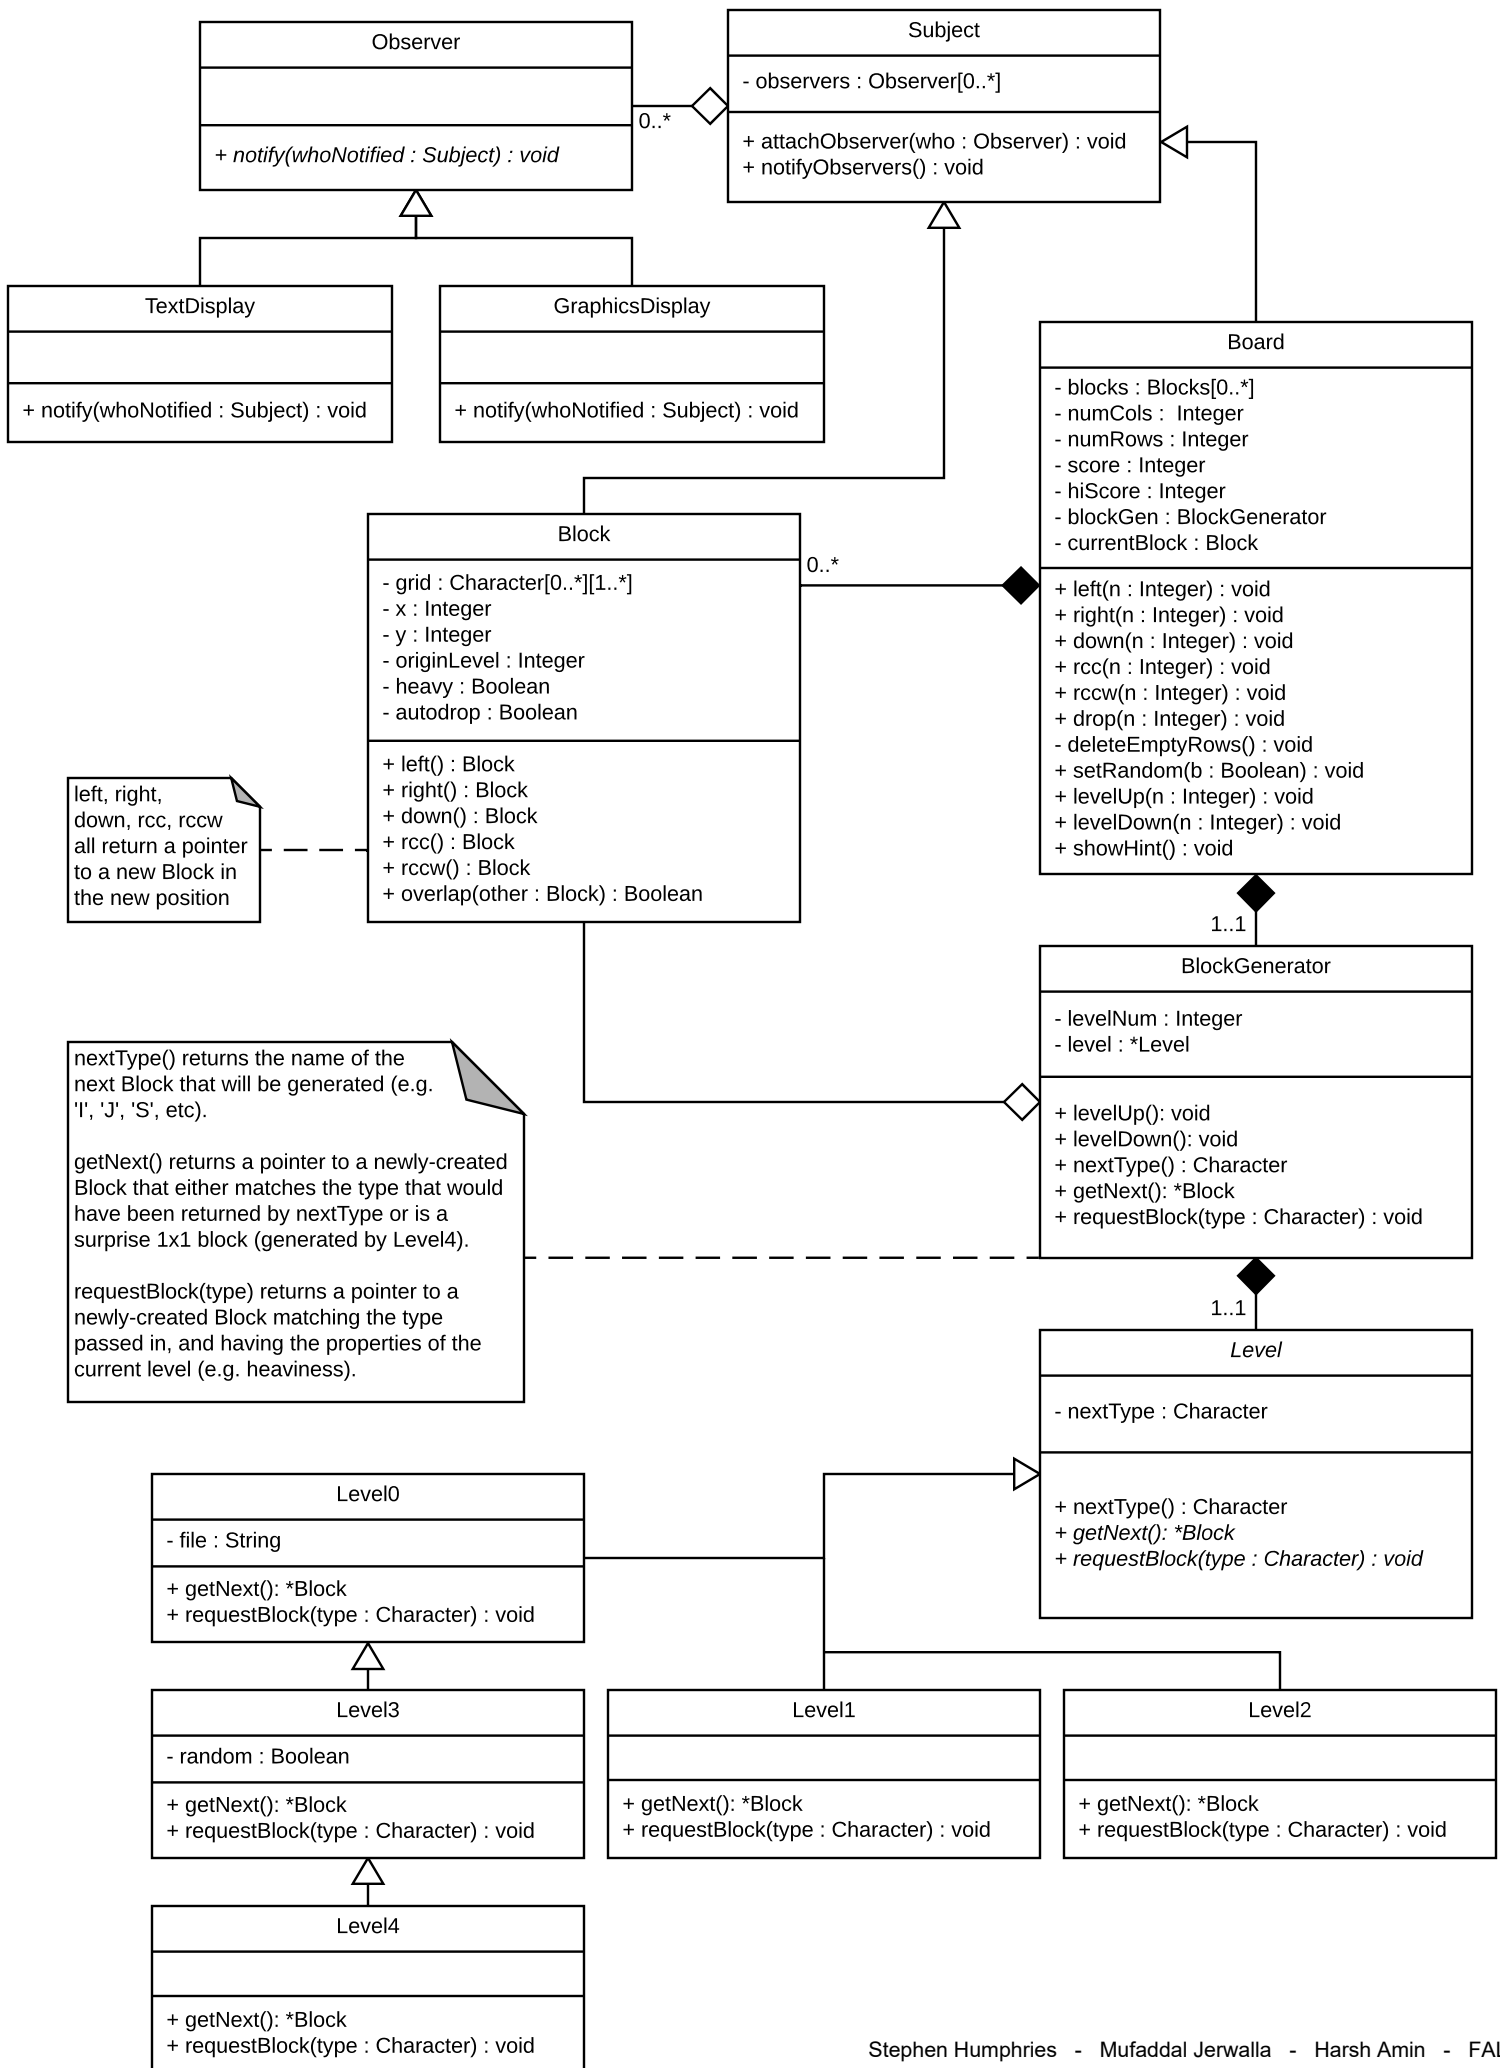 Observer
+ notify(whoNotified : Subject) : void
0..*
Subject
- observers : Observer[0..*]
+ attachObserver(who : Observer) : void
+ notifyObservers() : void
TextDisplay
+ notify(whoNotified : Subject) : void
GraphicsDisplay
+ notify(whoNotified : Subject) : void
Board
- blocks : Blocks[0..*]
- numCols :  Integer
- numRows : Integer
- score : Integer
- hiScore : Integer
- blockGen : BlockGenerator
- currentBlock : Block
+ left(n : Integer) : void
+ right(n : Integer) : void
+ down(n : Integer) : void
+ rcc(n : Integer) : void
+ rccw(n : Integer) : void
+ drop(n : Integer) : void
- deleteEmptyRows() : void
+ setRandom(b : Boolean) : void
+ levelUp(n : Integer) : void
+ levelDown(n : Integer) : void
+ showHint() : void
Block
- grid : Character[0..*][1..*]
- x : Integer
- y : Integer
- originLevel : Integer
- heavy : Boolean
- autodrop : Boolean
+ left() : Block
+ right() : Block
+ down() : Block
+ rcc() : Block
+ rccw() : Block
+ overlap(other : Block) : Boolean
0..*
left, right,
down, rcc, rccw
all return a pointer
to a new Block in
the new position
1..1
BlockGenerator
- levelNum : Integer
- level : *Level
+ levelUp(): void
+ levelDown(): void
+ nextType() : Character
+ getNext(): *Block
+ requestBlock(type : Character) : void
nextType() returns the name of the
next Block that will be generated (e.g.
'I', 'J', 'S', etc).
getNext() returns a pointer to a newly-created
Block that either matches the type that would
have been returned by nextType or is a
surprise 1x1 block (generated by Level4).
requestBlock(type) returns a pointer to a
newly-created Block matching the type
passed in, and having the properties of the
current level (e.g. heaviness).
1..1
Level
- nextType : Character
+ nextType() : Character
+ getNext(): *Block
+ requestBlock(type : Character) : void
Level0
- file : String
+ getNext(): *Block
+ requestBlock(type : Character) : void
Level3
- random : Boolean
+ getNext(): *Block
+ requestBlock(type : Character) : void
Level1
+ getNext(): *Block
+ requestBlock(type : Character) : void
Level2
+ getNext(): *Block
+ requestBlock(type : Character) : void
Level4
+ getNext(): *Block
+ requestBlock(type : Character) : void
Stephen Humphries - Mufaddal Jerwalla - Harsh Amin -